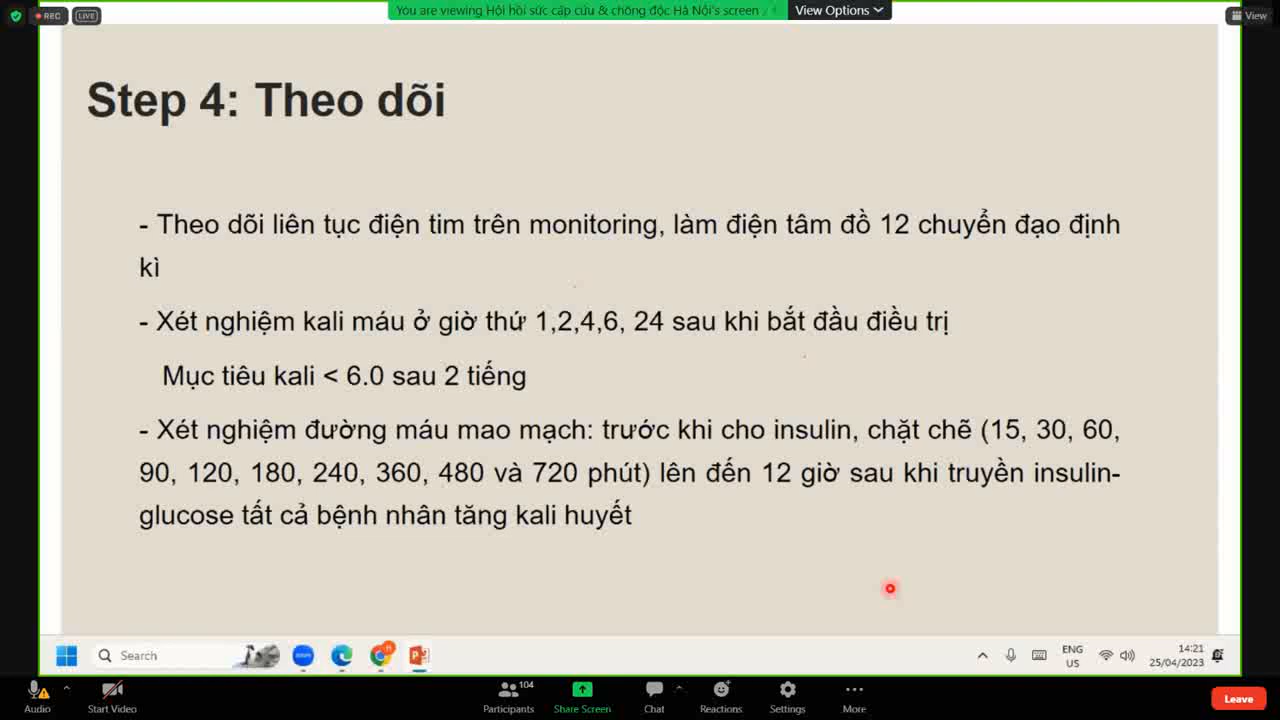 REC
LIVE
You are viewing Hội hồi sức cấp cứu & chống độc Hà Nội's screen
View Options
View
Step 4: Theo dõi
- Theo dõi liên tục điện tim trên monitoring, làm điện tâm đồ 12 chuyển đạo định
kì
- Xét nghiệm kali máu ở giờ thứ 1,2,4,6, 24 sau khi bắt đầu điều trị
Mục tiêu kali < 6.0 sau 2 tiếng
- Xét nghiệm đường máu mao mạch: trước khi cho insulin, chặt chẽ (15, 30, 60,
90, 120, 180, 240, 360, 480 và 720 phút) lên đến 12 giờ sau khi truyền insulin-
glucose tất cả bệnh nhân tăng kali huyết
Search
ENG
US
14:21
25/04/2023
Audio
Start Video
Participants
104
Share Screen
Chat
Reactions
Settings
More
Leave